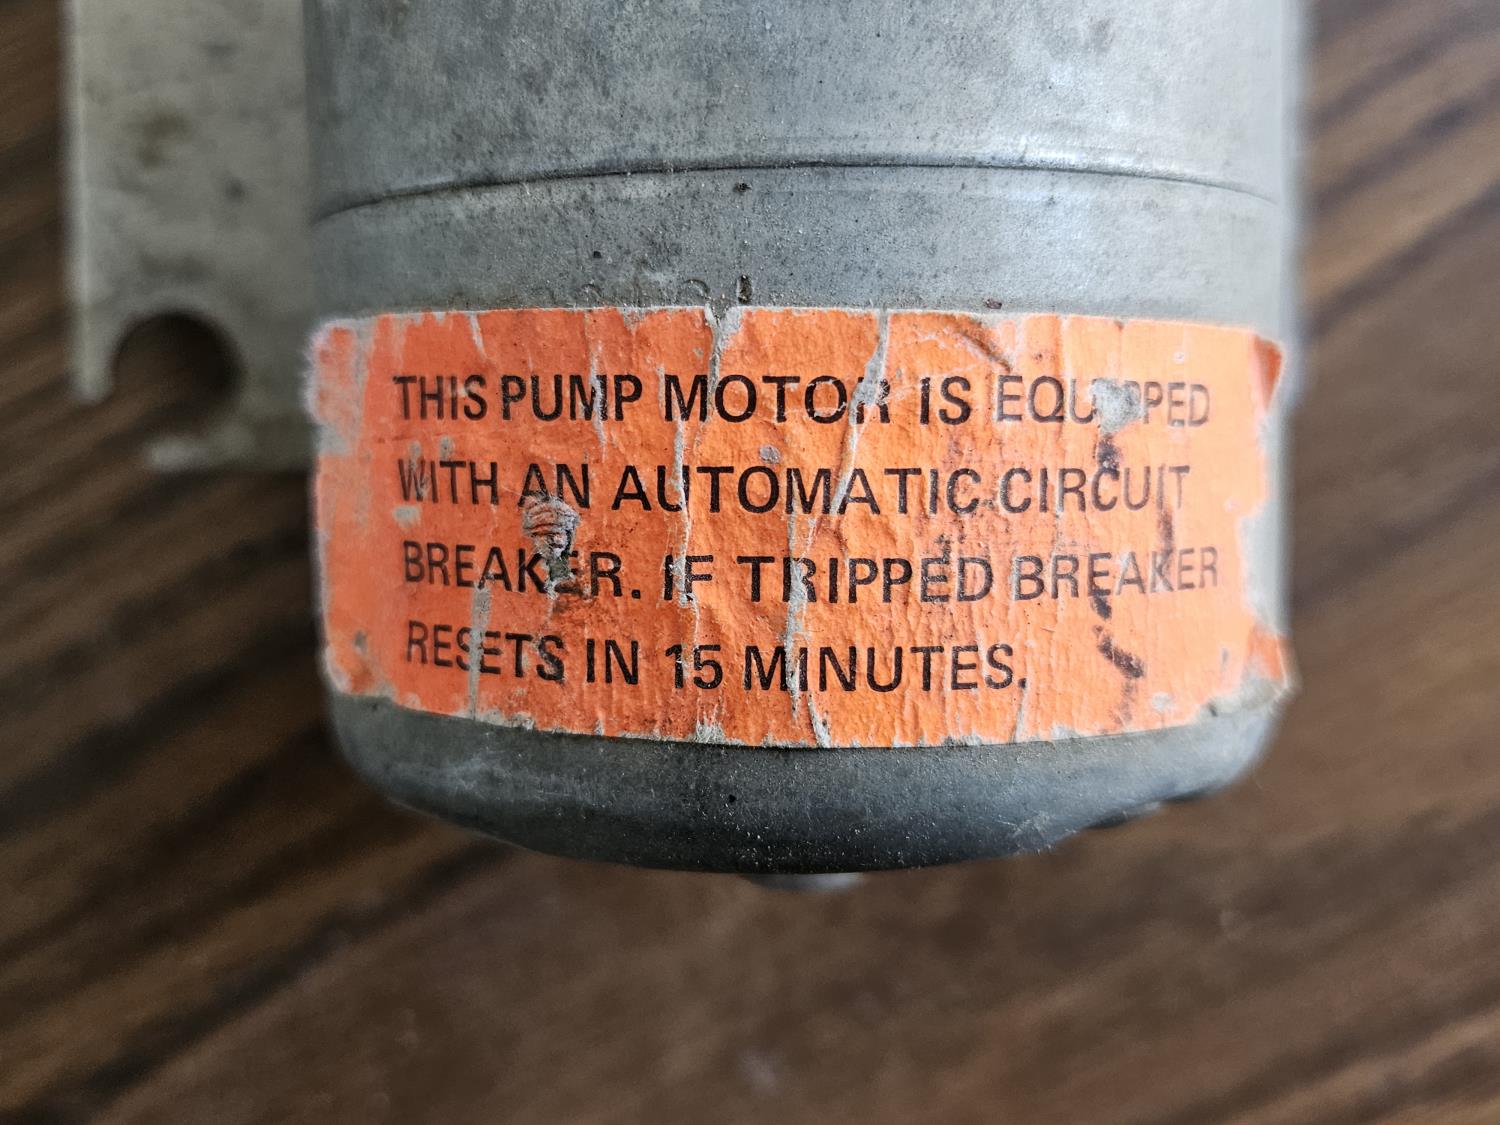 THIS PUMP MOTOR IS EQUIPPED
WITH AN AUTOMATIC CIRCUIT
BREAKER. IF TRIPPED BREAKER
RESETS IN 15 MINUTES.